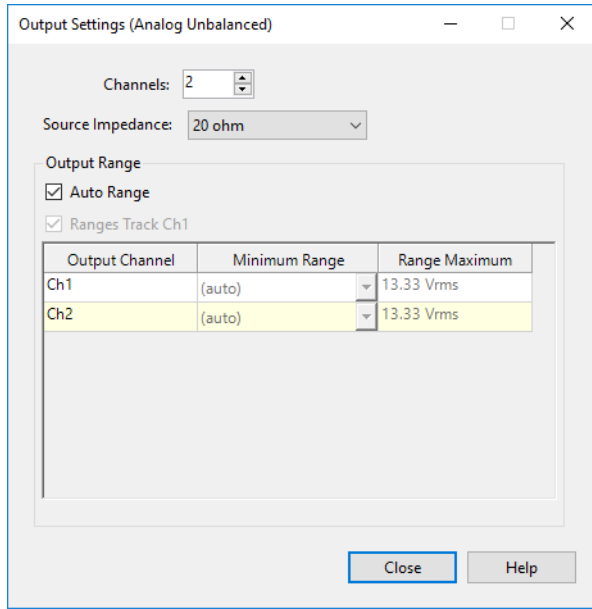 Output Settings (Analog Unbalanced)
Channels: 2
Source Impedance: 20 ohm
Output Range
Auto Range
Ranges Track Ch1
Output Channel Minimum Range Range Maximum
Ch1 (auto) 13.33 Vrms
Ch2 (auto) 13.33 Vrms
Close Help